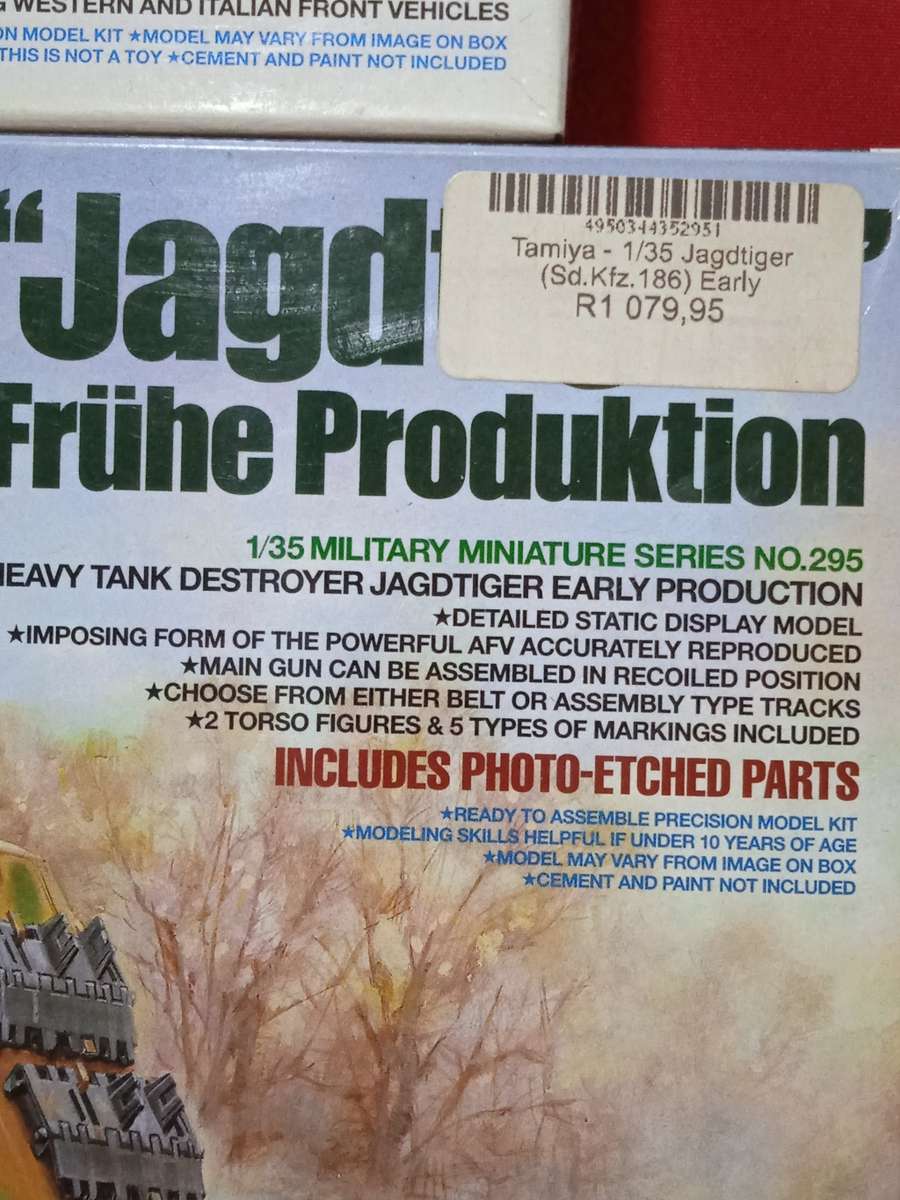 WESTERN AND ITALIAN FRONT VEHICLES
ON MODEL KIT ★MODEL MAY VARY FROM IMAGE ON BOX
THIS IS NOT A TOY ★CEMENT AND PAINT NOT INCLUDED
4950344352951
Tamiya - 1/35 Jagdtiger
(Sd.Kfz.186) Early
R1 079,95
"Jagd
Frühe Produktion
1/35 MILITARY MINIATURE SERIES NO.295
HEAVY TANK DESTROYER JAGDTIGER EARLY PRODUCTION
★DETAILED STATIC DISPLAY MODEL
★IMPOSING FORM OF THE POWERFUL AFV ACCURATELY REPRODUCED
★MAIN GUN CAN BE ASSEMBLED IN RECOILED POSITION
★CHOOSE FROM EITHER BELT OR ASSEMBLY TYPE TRACKS
★2 TORSO FIGURES & 5 TYPES OF MARKINGS INCLUDED
INCLUDES PHOTO-ETCHED PARTS
★READY TO ASSEMBLE PRECISION MODEL KIT
★MODELING SKILLS HELPFUL IF UNDER 10 YEARS OF AGE
★MODEL MAY VARY FROM IMAGE ON BOX
★CEMENT AND PAINT NOT INCLUDED